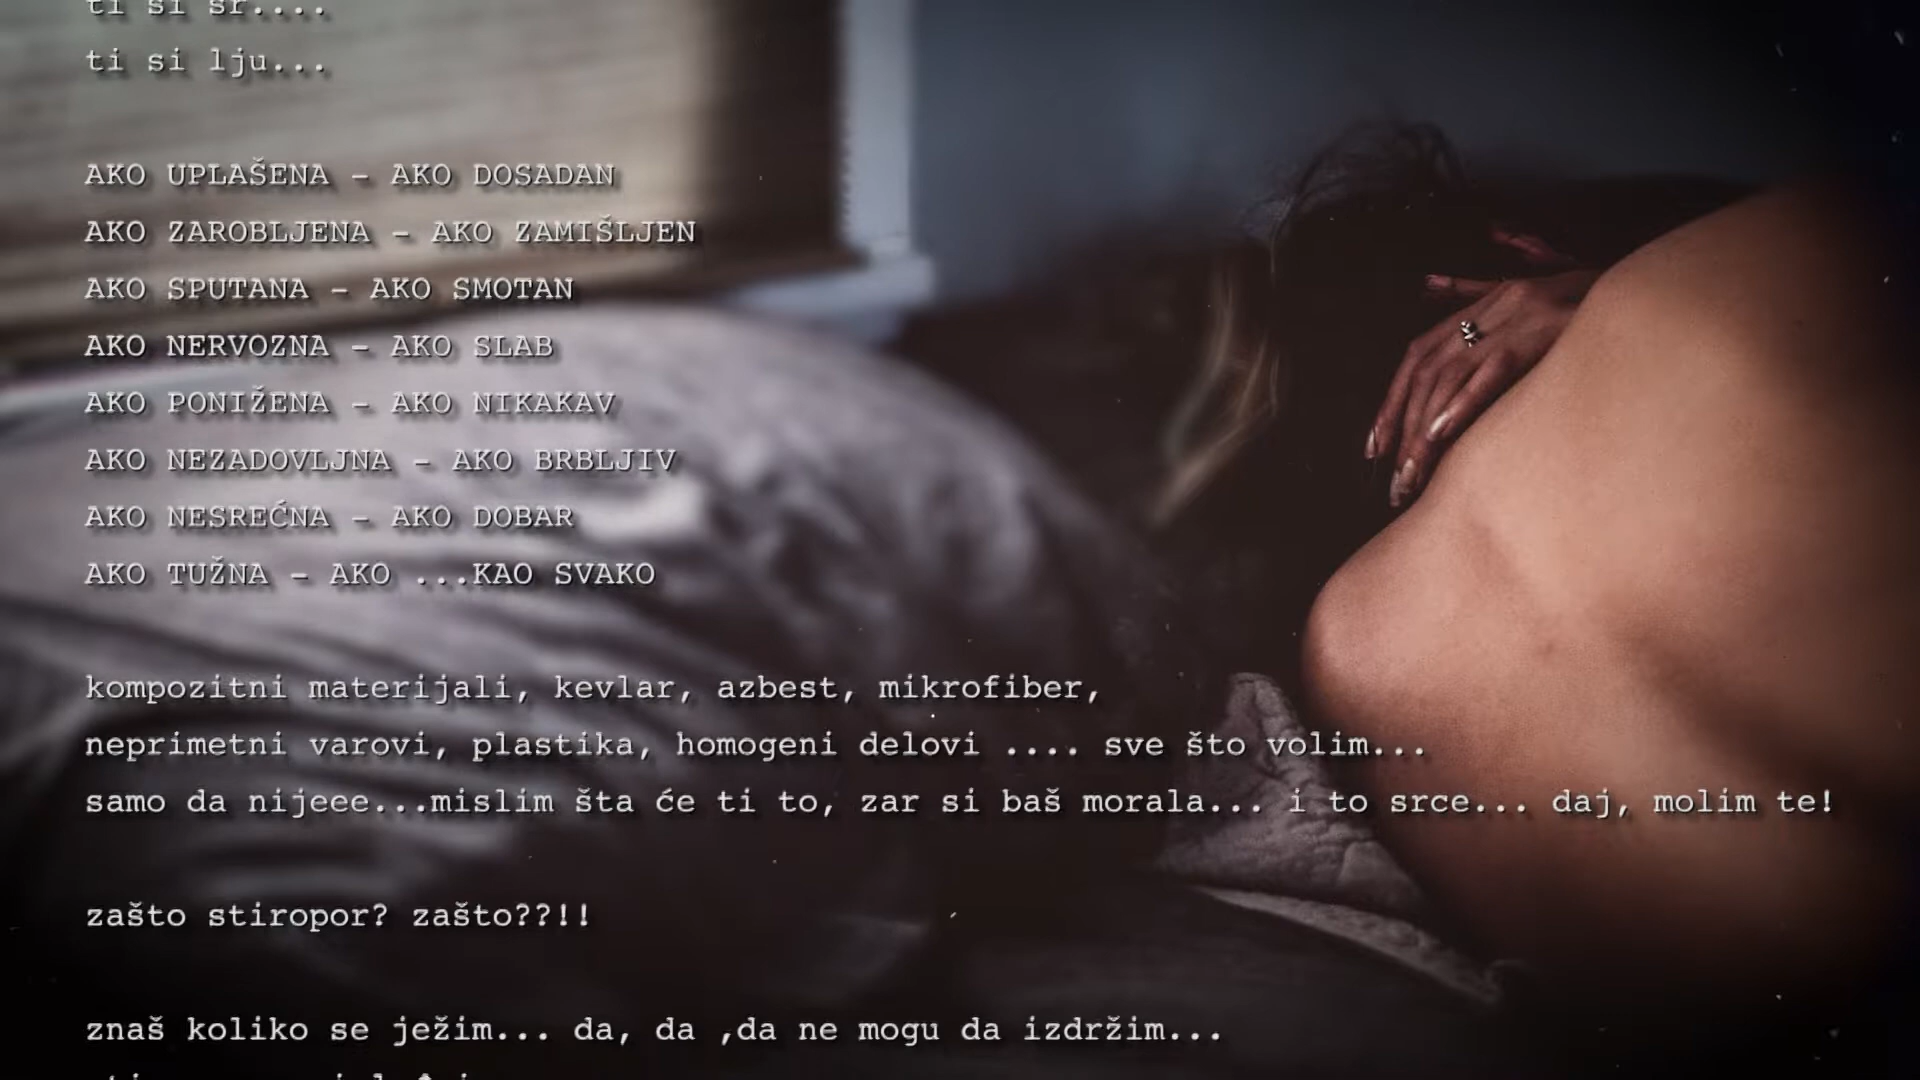 ti si sr....
ti si lju...
AKO UPLAŠENA - AKO DOSADAN
AKO ZAROBLJENA - AKO ZAMIŠLJEN
AKO SPUTANA - AKO SMOTAN
AKO NERVOZNA - AKO SLAB
AKO PONIŽENA - AKO NIKAKAV
AKO NEZADOVLJNA - AKO BRBLJIV
AKO NESREĆNA - AKO DOBAR
AKO TUŽNA - AKO ...KAO SVAKO
kompozitni materijali, kevlar, azbest, mikrofiber,
neprimetni varovi, plastika, homogeni delovi .... sve što volim...
samo da nijeee...mislim šta će ti to, zar si baš morala... i to srce... daj, molim te!
zašto stiropor? zašto??!!
znaš koliko se ježim... da, da ,da ne mogu da izdržim...